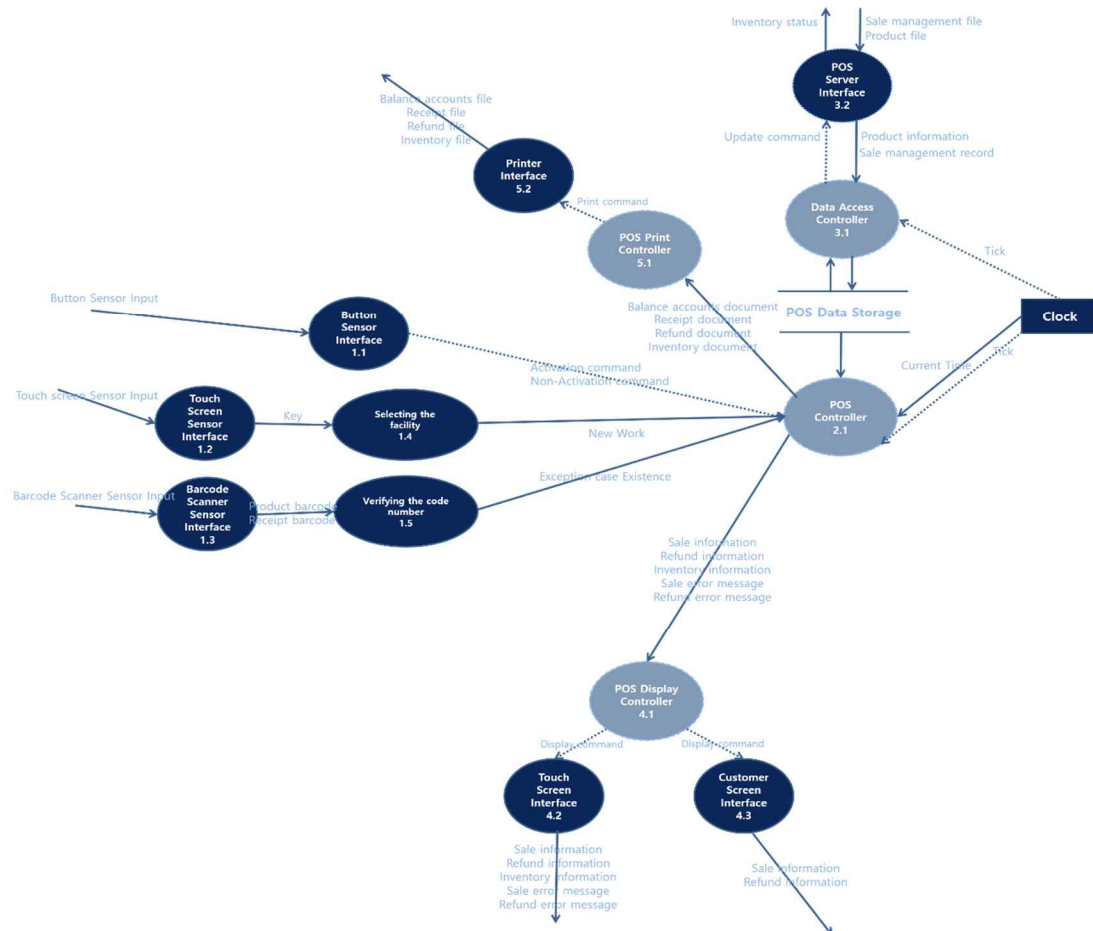 Inventory status
Sale management file
Product file
POS
Server
Interface
3.2
Balance accounts file
Receipt file
Refund file
Inventory file
Update command
Product information
Sale management record
Printer
Interface
5.2
Print command
Data Access
Controller
3.1
POS Print
Controller
5.1
Tick
Button Sensor Input
Button
Sensor
Interface
1.1
Balance accounts document
Receipt document
Refund document
Inventory document
POS Data Storage
Clock
Activation command
Non-Activation command
Current Time
Tick
Touch screen Sensor Input
Touch
Screen
Sensor
Interface
1.2
Key
Selecting the
facility
1.4
New Work
POS
Controller
2.1
Barcode Scanner Sensor Input
Barcode
Scanner
Sensor
Interface
1.3
Product barcode
Receipt barcode
Verifying the code
number
1.5
Exception case Existence
Sale information
Refund information
Inventory information
Sale error message
Refund error message
POS Display
Controller
4.1
Display command
Display command
Touch
Screen
Interface
4.2
Customer
Screen
Interface
4.3
Sale information
Refund information
Inventory information
Sale error message
Refund error message
Sale information
Refund information